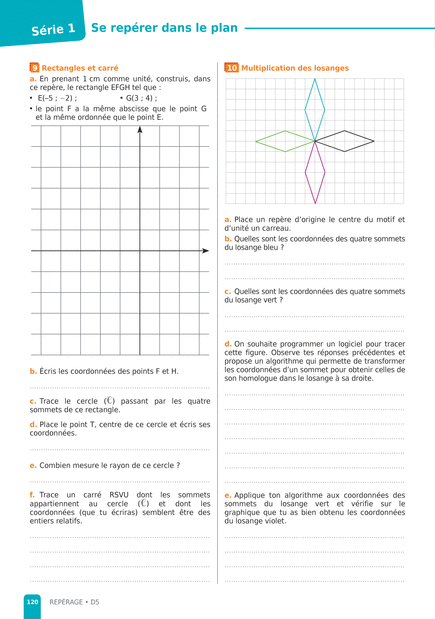 Série 1
Se repérer dans le plan
9 Rectangles et carré
a. En prenant 1 cm comme unité, construis, dans
ce repère, le rectangle EFGH tel que :
• E(–5 ; –2) ; • G(3 ; 4) ;
• le point F a la même abscisse que le point G
et la même ordonnée que le point E.
b. Écris les coordonnées des points F et H.
c. Trace le cercle (C) passant par les quatre
sommets de ce rectangle.
d. Place le point T, centre de ce cercle et écris ses
coordonnées.
e. Combien mesure le rayon de ce cercle ?
f. Trace un carré RSVU dont les sommets
appartiennent au cercle (C) et dont les
coordonnées (que tu écriras) semblent être des
entiers relatifs.
10 Multiplication des losanges
a. Place un repère d'origine le centre du motif et
d'unité un carreau.
b. Quelles sont les coordonnées des quatre sommets
du losange bleu ?
c. Quelles sont les coordonnées des quatre sommets
du losange vert ?
d. On souhaite programmer un logiciel pour tracer
cette figure. Observe tes réponses précédentes et
propose un algorithme qui permette de transformer
les coordonnées d'un sommet pour obtenir celles de
son homologue dans le losange à sa droite.
e. Applique ton algorithme aux coordonnées des
sommets du losange vert et vérifie sur le
graphique que tu as bien obtenu les coordonnées
du losange violet.
120 REPÉRAGE • D5